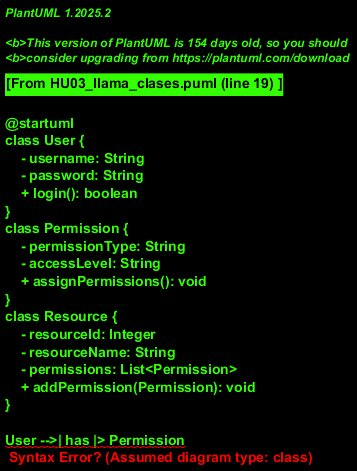 PlantUML 1.2025.2
<b>This version of PlantUML is 154 days old, so you should
<b>consider upgrading from https://plantuml.com/download
[From HU03_llama_clases.puml (line 19) ]
@startuml
class User {
- username: String
- password: String
+ login(): boolean
}
class Permission {
- permissionType: String
- accessLevel: String
+ assignPermissions(): void
}
class Resource {
- resourceId: Integer
- resourceName: String
- permissions: List<Permission>
+ addPermission(Permission): void
}
User -->| has |> Permission
Syntax Error? (Assumed diagram type: class)